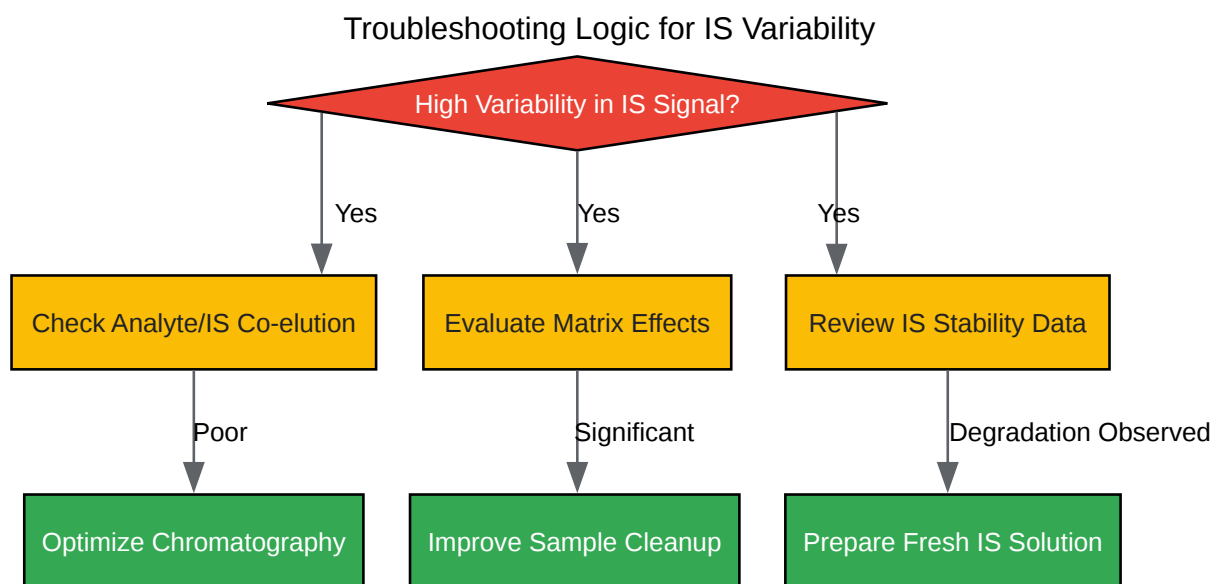 Troubleshooting Logic for IS Variability
High Variability in IS Signal?
Yes
Yes
Yes
Check Analyte/IS Co-elution
Evaluate Matrix Effects
Review IS Stability Data
Poor
Significant
Degradation Observed
Optimize Chromatography
Improve Sample Cleanup
Prepare Fresh IS Solution